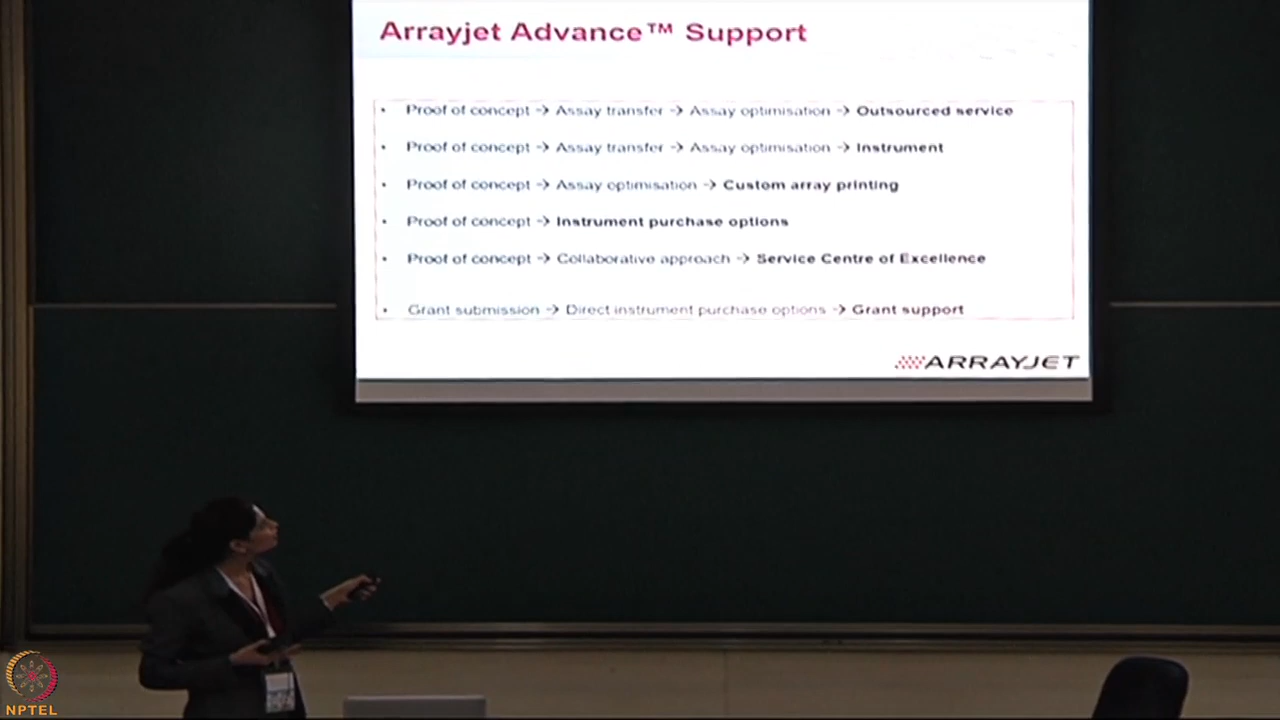 Arrayjet Advance™ Support
• Proof of concept → Assay transfer → Assay optimisation → Outsourced service
• Proof of concept → Assay transfer → Assay optimisation → Instrument
• Proof of concept → Assay optimisation → Custom array printing
• Proof of concept → Instrument purchase options
• Proof of concept → Collaborative approach → Service Centre of Excellence
• Grant submission → Direct instrument purchase options → Grant support
ARRAYJET
NPTEL